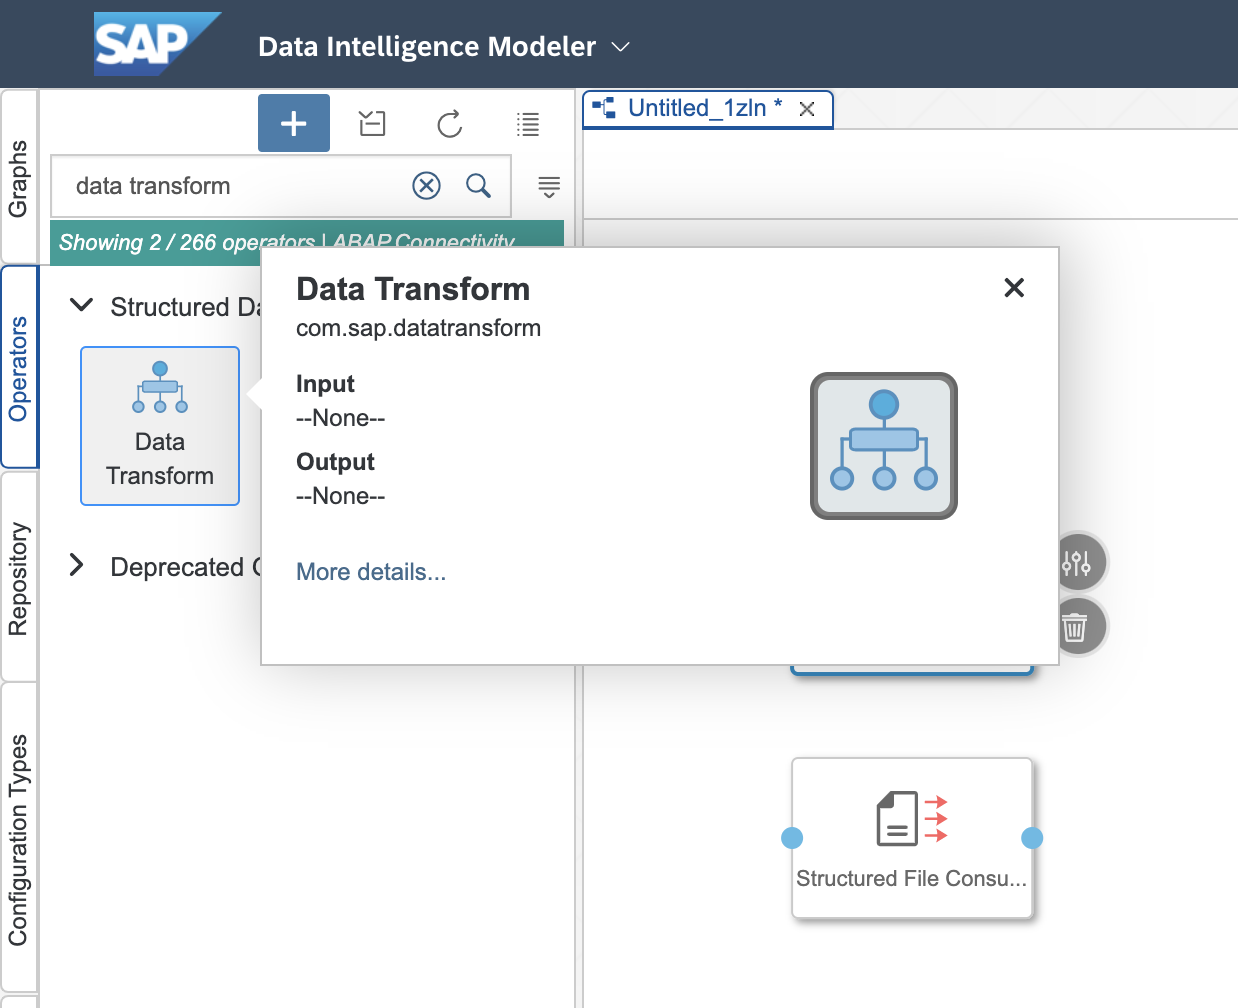 SAP
Data Intelligence Modeler
Graphs
Operators
Repository
Configuration Types
data transform
Showing 2 / 266 operators | ABAP Connectivity
Structured Da
Data
Transform
Deprecated
Untitled_1zln *
Data Transform
com.sap.datatransform
Input
--None--
Output
--None--
More details...
Structured File Consu...